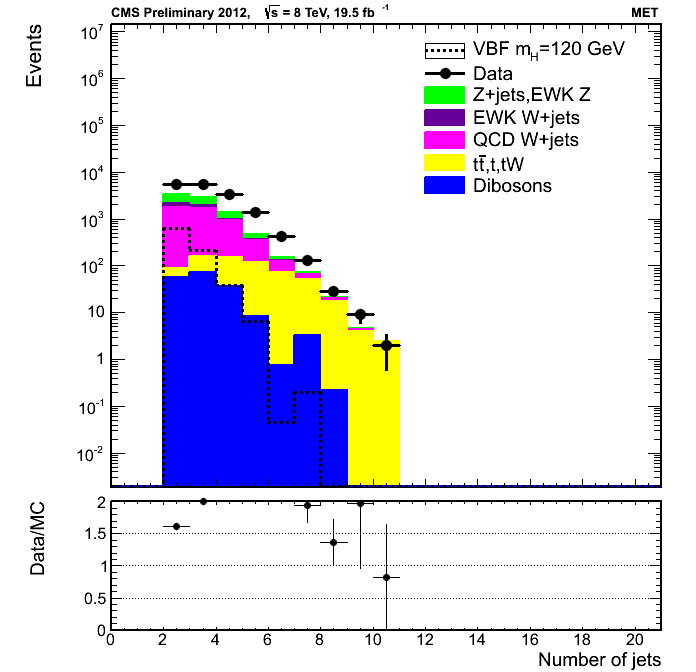 CMS Preliminary 2012, √s = 8 TeV, 19.5 fb⁻¹ MET
Events
10⁷
10⁶
10⁵
10⁴
10³
10²
10
1
10⁻¹
10⁻²
VBF m_H=120 GeV
Data
Z+jets,EWK Z
EWK W+jets
QCD W+jets
tt̄,t,tW
Dibosons
Data/MC
2
1.5
1
0.5
0
0 2 4 6 8 10 12 14 16 18 20
Number of jets